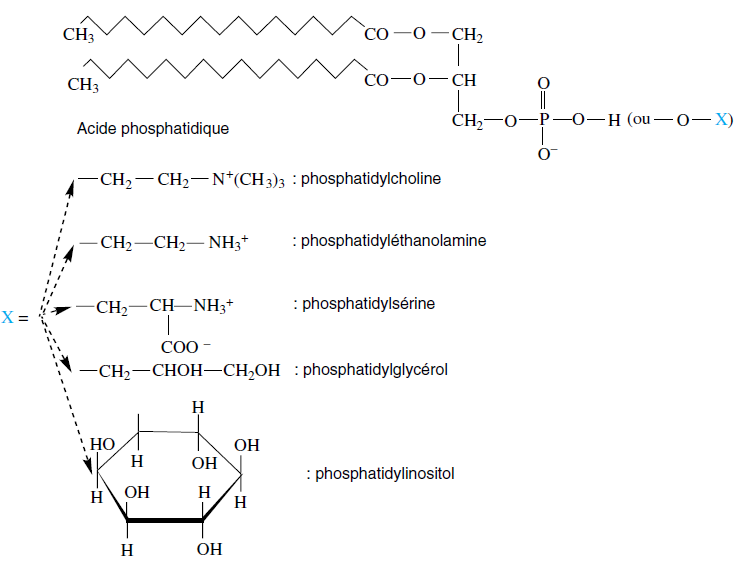 CH3 CO—O—CH2
CH3 CO—O—CH
Acide phosphatidique
O
CH2—O—P—O—H (ou—O—X)
O−
—CH2—CH2—N+(CH3)3 : phosphatidylcholine
—CH2—CH2—NH3+ : phosphatidyléthanolamine
X =
—CH2—CH—NH3+ : phosphatidylsérine
COO−
—CH2—CHOH—CH2OH : phosphatidylglycérol
H
HO OH
H OH
: phosphatidylinositol
H OH H H
H OH